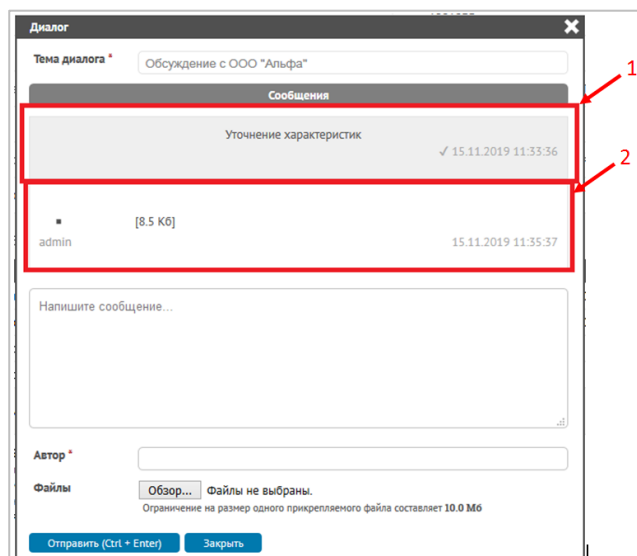 Диалог
Тема диалога *
Обсуждение с ООО "Альфа"
Сообщения
1
Уточнение характеристик
✓ 15.11.2019 11:33:36
2
[8.5 Кб]
admin 15.11.2019 11:35:37
Напишите сообщение...
Автор *
Файлы Обзор... Файлы не выбраны.
Ограничение на размер одного прикрепляемого файла составляет 10.0 Мб
Отправить (Ctrl + Enter) Закрыть